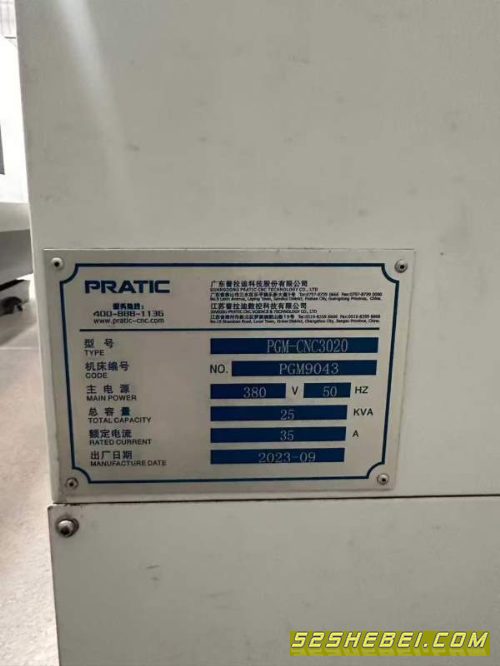 PRATIC
服务热线:
400-888-1136
www.pratic-cnc.com
广东普拉迪科技股份有限公司
GUANGDONG PRATIC CNC TECHNOLOGY CO., LTD
江苏普拉迪数控科技有限公司
JIANGSU PRATIC CNC SCIENCE & TECHNOLOGY CO., LTD
型号 PGM-CNC3020
TYPE
机床编号 NO. PGM9043
CODE
主电源 380 V 50 HZ
MAIN POWER
总容量 25 KVA
TOTAL CAPACITY
额定电流 35 A
RATED CURRENT
出厂日期 2023-09
MANUFACTURE DATE
52SHEBEI.COM